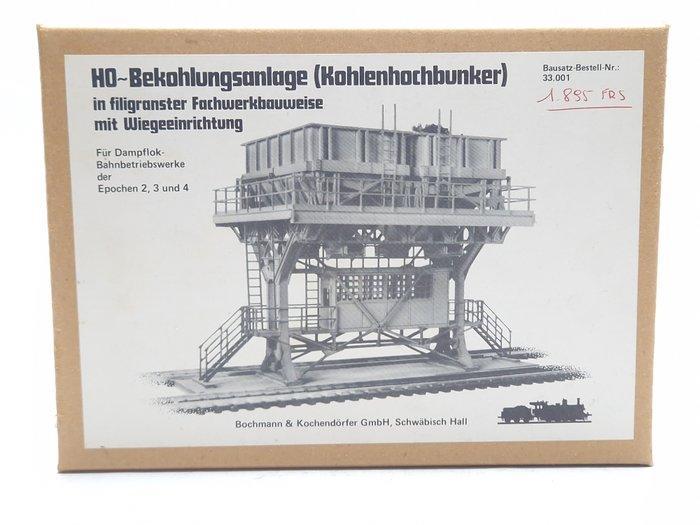 HO~Bekohlungsanlage (Kohlenhochbunker)
in filigranster Fachwerkbauweise
mit Wiegeeinrichtung
Für Dampflok-
Bahnbetriebswerke
der
Epochen 2, 3 und 4
Bausatz-Bestell-Nr.:
33.001
1.895 FRS
Bochmann & Kochendörfer GmbH, Schwäbisch Hall